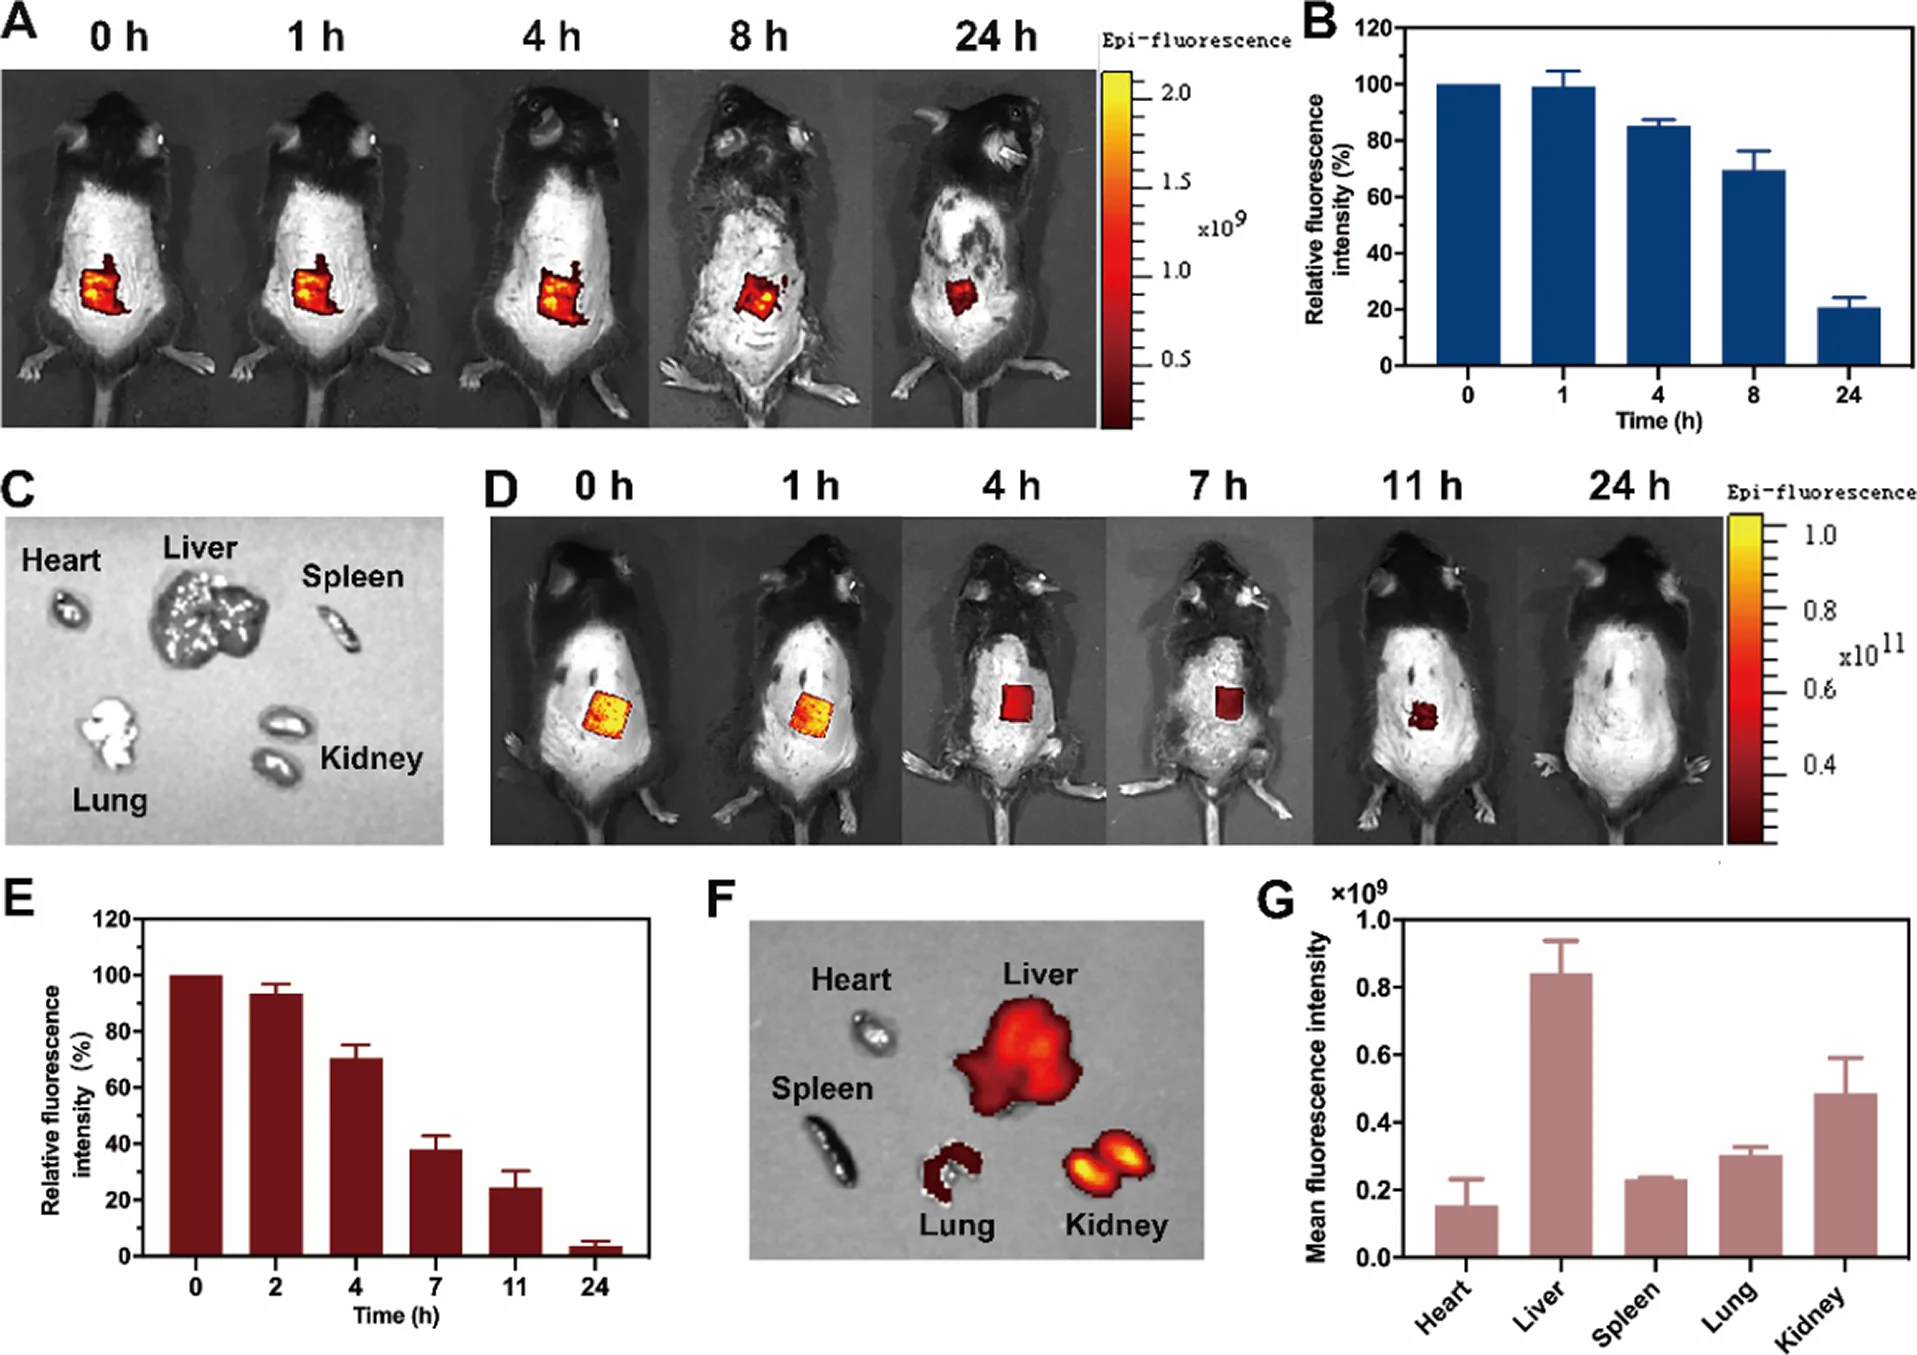 A
0 h
1 h
4 h
8 h
24 h
Epi-fluorescence
2.0
1.5
x10⁹
1.0
0.5
B
Relative fluorescence
intensity (%)
120
100
80
60
40
20
0
0
1
4
8
24
Time (h)
C
Heart
Liver
Spleen
Lung
Kidney
D
0 h
1 h
4 h
7 h
11 h
24 h
Epi-fluorescence
1.0
0.8
x10¹¹
0.6
0.4
E
Relative fluorescence
intensity (%)
120
100
80
60
40
20
0
0
2
4
7
11
24
Time (h)
F
Heart
Liver
Spleen
Lung
Kidney
G
×10⁹
Mean fluorescence intensity
1.0
0.8
0.6
0.4
0.2
0.0
Heart
Liver
Spleen
Lung
Kidney